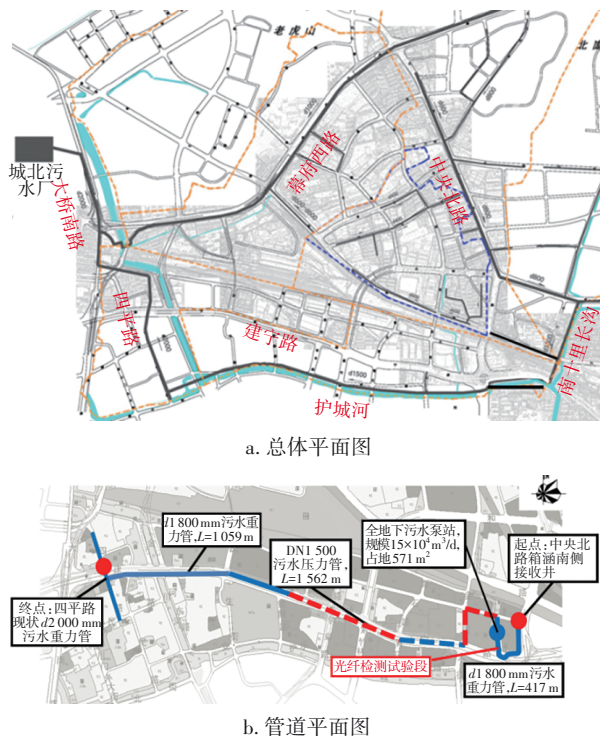 老虎山
城北污
水厂
大桥南路
幕府西路
中央北路
四平路
建宁路
南十里长沟
d1500
d800
护城河
a. 总体平面图
d1 800 mm污水重
力管,L=1 059 m
DN1 500
污水压力管,
L=1 562 m
全地下污水泵站,
规模15×10⁴ m³/d,
占地571 m²
起点：中央北
路箱涵南侧
接收井
终点：四平路
现状d2 000 mm
污水重力管
光纤检测试验段
d1 800 mm污水
重力管,L=417 m
b. 管道平面图